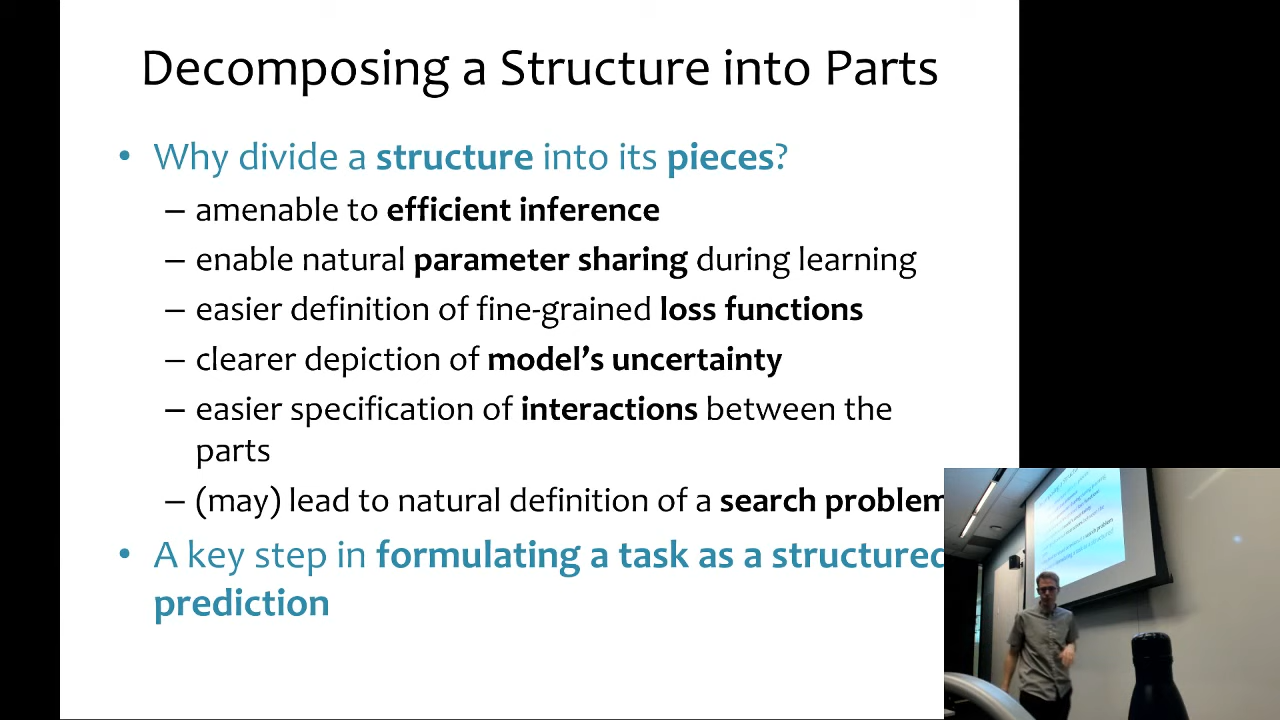 Decomposing a Structure into Parts
• Why divide a structure into its pieces?
– amenable to efficient inference
– enable natural parameter sharing during learning
– easier definition of fine-grained loss functions
– clearer depiction of model's uncertainty
– easier specification of interactions between the
parts
– (may) lead to natural definition of a search problem
• A key step in formulating a task as a structured
prediction